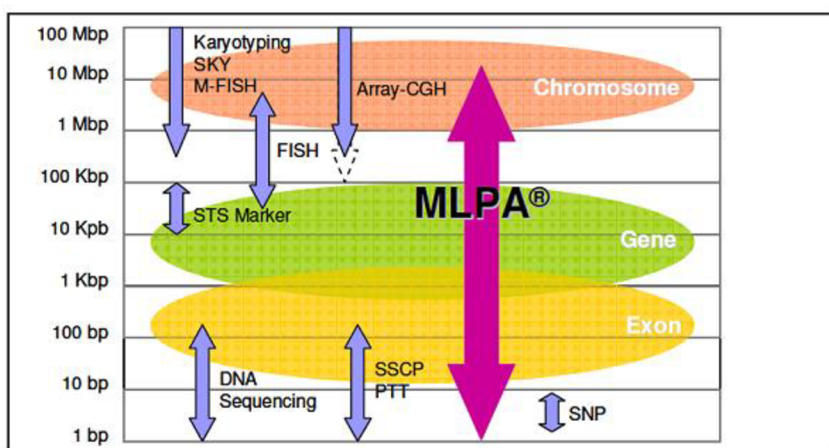 100 Mbp
Karyotyping
SKY
M-FISH
10 Mbp
Array-CGH
Chromosome
1 Mbp
FISH
100 Kbp
MLPA®
STS Marker
10 Kpb
Gene
1 Kbp
Exon
100 bp
SSCP
PTT
DNA
Sequencing
10 bp
SNP
1 bp